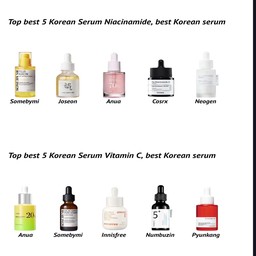 Top best 5 Korean Serum Niacinamide, best Korean serum
Somebymi Joseon Anua Cosrx Neogen
Top best 5 Korean Serum Vitamin C, best Korean serum
Anua Somebymi Innisfree Numbuzin Pyunkang